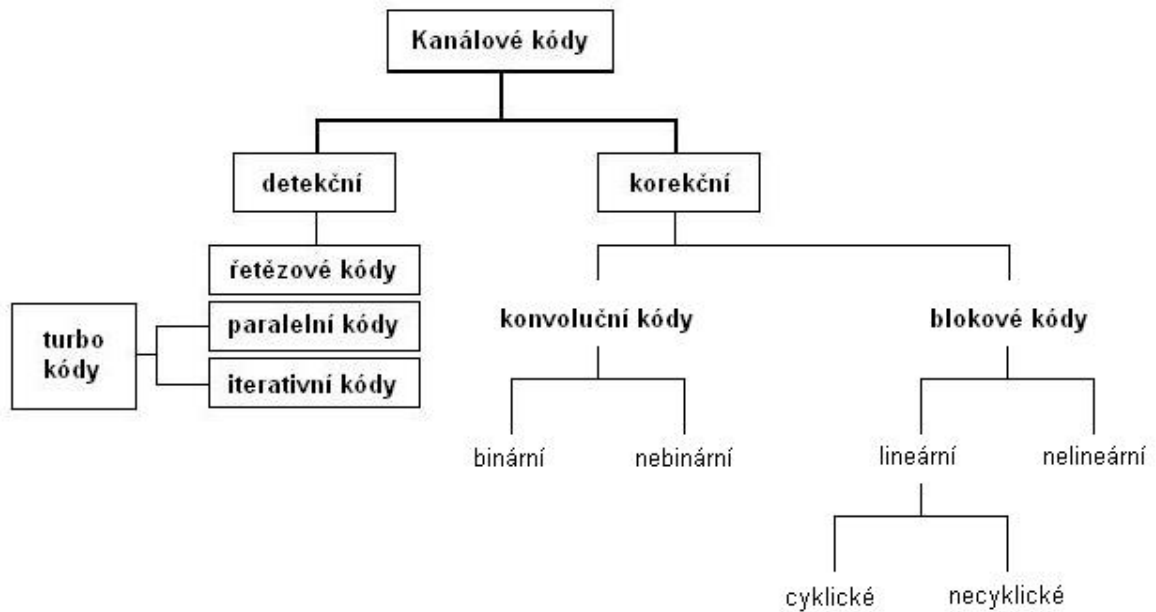 Kanálové kódy
detekční
korekční
řetězové kódy
paralelní kódy
iterativní kódy
turbo
kódy
konvoluční kódy
blokové kódy
binární
nebinární
lineární
nelineární
cyklické
necyklické